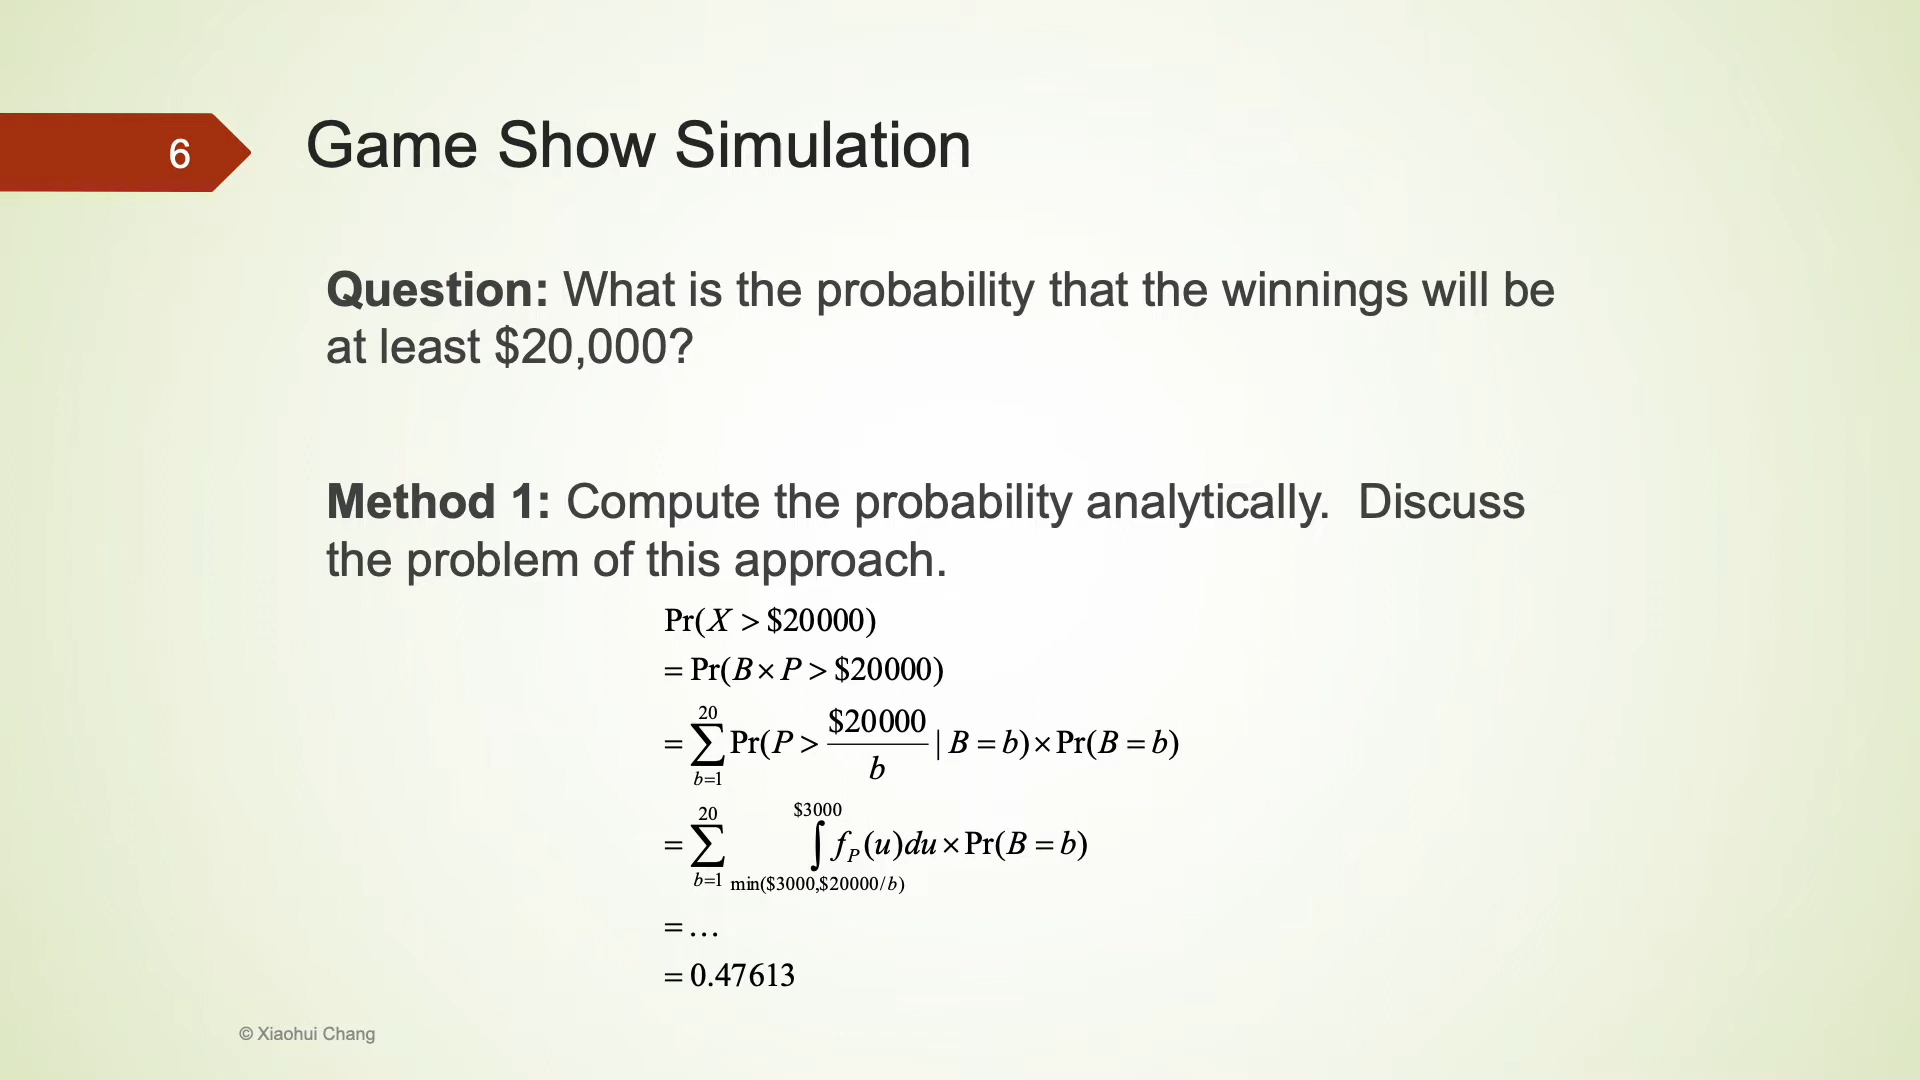 6
Game Show Simulation
Question: What is the probability that the winnings will be
at least $20,000?
Method 1: Compute the probability analytically. Discuss
the problem of this approach.
Pr(X > $20000)
= Pr(B × P > $20000)
= ∑_{b=1}^{20} Pr(P > $20000/b | B = b) × Pr(B = b)
= ∑_{b=1}^{20} ∫_{min($3000,$20000/b)}^{$3000} f_P(u)du × Pr(B = b)
= …
= 0.47613
© Xiaohui Chang